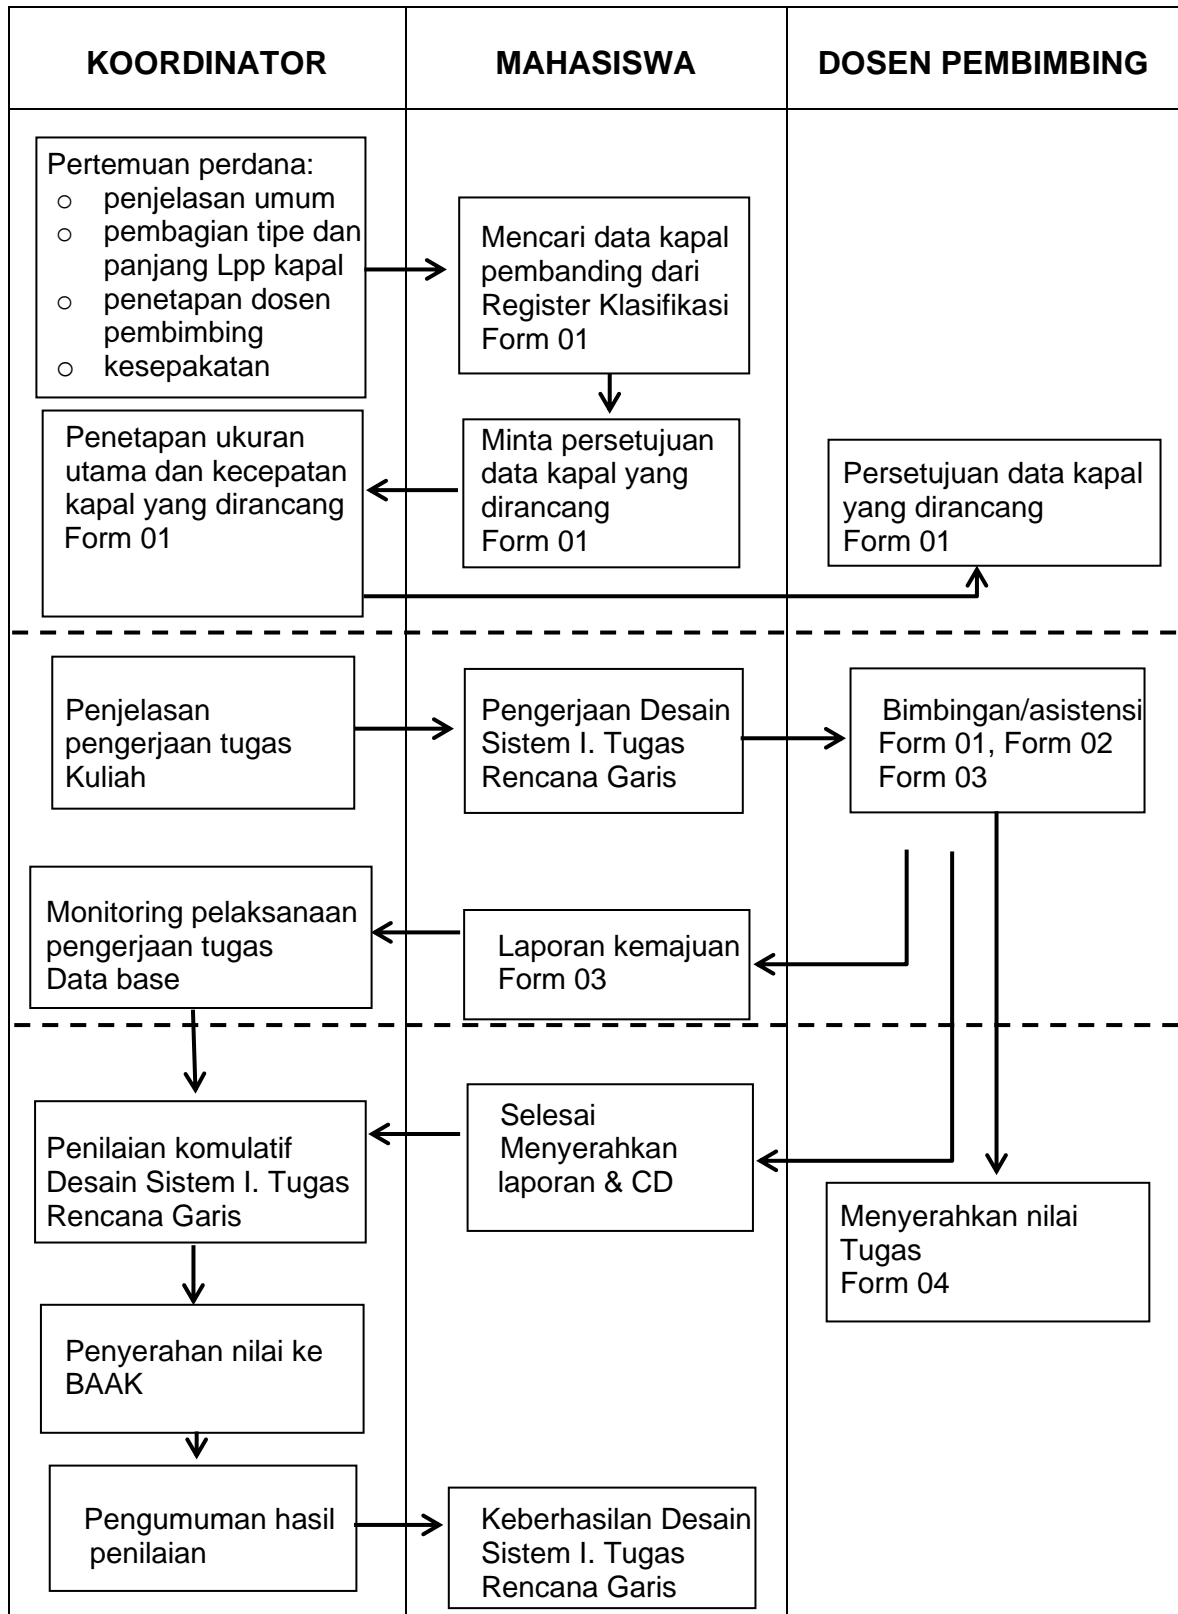 KOORDINATOR
MAHASISWA
DOSEN PEMBIMBING
Pertemuan perdana:
o penjelasan umum
o pembagian tipe dan
panjang Lpp kapal
o penetapan dosen
pembimbing
o kesepakatan
Mencari data kapal
pembanding dari
Register Klasifikasi
Form 01
Penetapan ukuran
utama dan kecepatan
kapal yang dirancang
Form 01
Minta persetujuan
data kapal yang
dirancang
Form 01
Persetujuan data kapal
yang dirancang
Form 01
Penjelasan
pengerjaan tugas
Kuliah
Pengerjaan Desain
Sistem I. Tugas
Rencana Garis
Bimbingan/asistensi
Form 01, Form 02
Form 03
Monitoring pelaksanaan
pengerjaan tugas
Data base
Laporan kemajuan
Form 03
Penilaian komulatif
Desain Sistem I. Tugas
Rencana Garis
Selesai
Menyerahkan
laporan & CD
Menyerahkan nilai
Tugas
Form 04
Penyerahan nilai ke
BAAK
Pengumuman hasil
penilaian
Keberhasilan Desain
Sistem I. Tugas
Rencana Garis